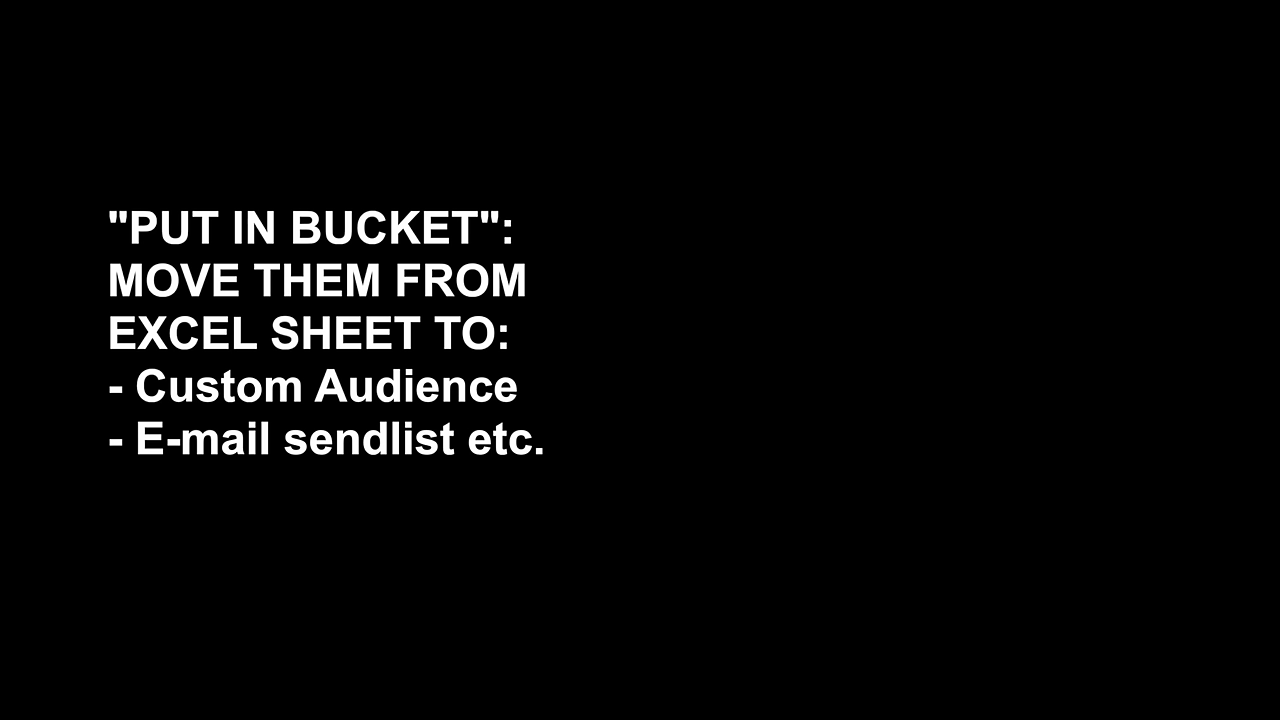 "PUT IN BUCKET":
MOVE THEM FROM
EXCEL SHEET TO:
- Custom Audience
- E-mail sendlist etc.